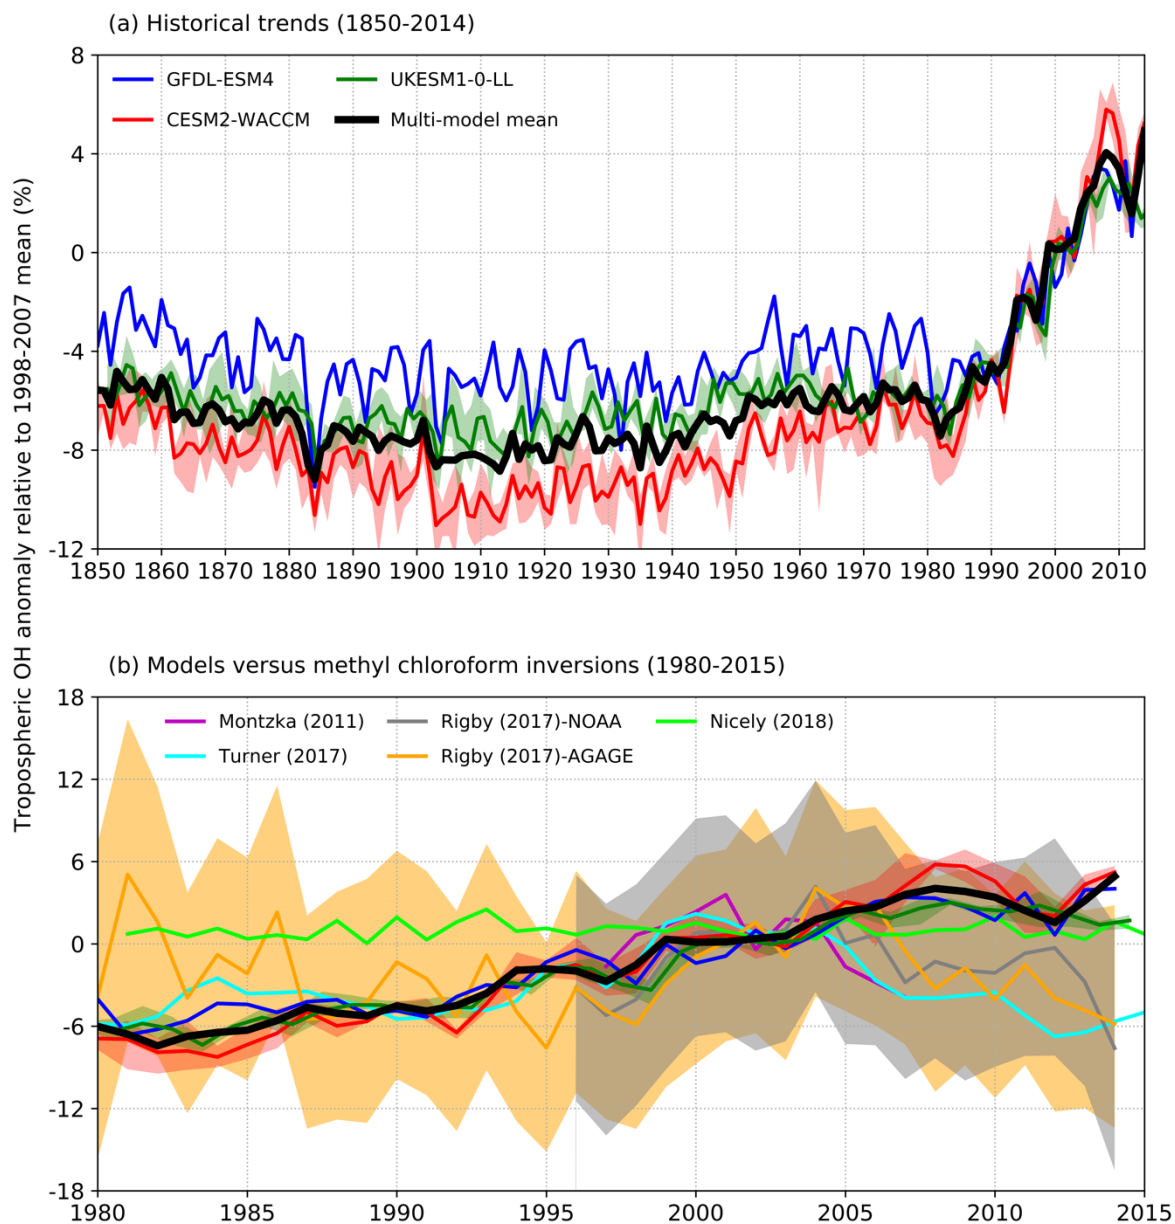 (a) Historical trends (1850-2014)
Tropospheric OH anomaly relative to 1998-2007 mean (%)
GFDL-ESM4
UKESM1-0-LL
CESM2-WACCM
Multi-model mean
8
4
0
-4
-8
-12
1850 1860 1870 1880 1890 1900 1910 1920 1930 1940 1950 1960 1970 1980 1990 2000 2010
(b) Models versus methyl chloroform inversions (1980-2015)
Montzka (2011)
Rigby (2017)-NOAA
Nicely (2018)
Turner (2017)
Rigby (2017)-AGAGE
18
12
6
0
-6
-12
-18
1980 1985 1990 1995 2000 2005 2010 2015